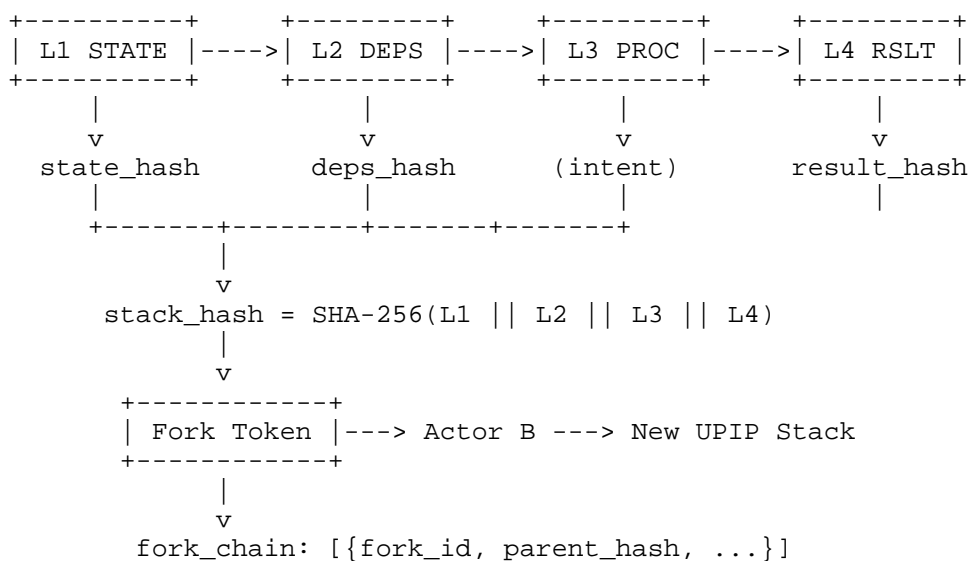 +---------+     +---------+     +---------+     +---------+
| L1 STATE |---->| L2 DEPS |---->| L3 PROC |---->| L4 RSLT |
+---------+     +---------+     +---------+     +---------+
| | | |
v v v v
state_hash deps_hash (intent) result_hash
| | | |
+-------+--------+-------+-------+
|
v
stack_hash = SHA-256(L1 || L2 || L3 || L4)
|
v
+------------+
| Fork Token |---> Actor B ---> New UPIP Stack
+------------+
|
v
fork_chain: [{fork_id, parent_hash, ...}]